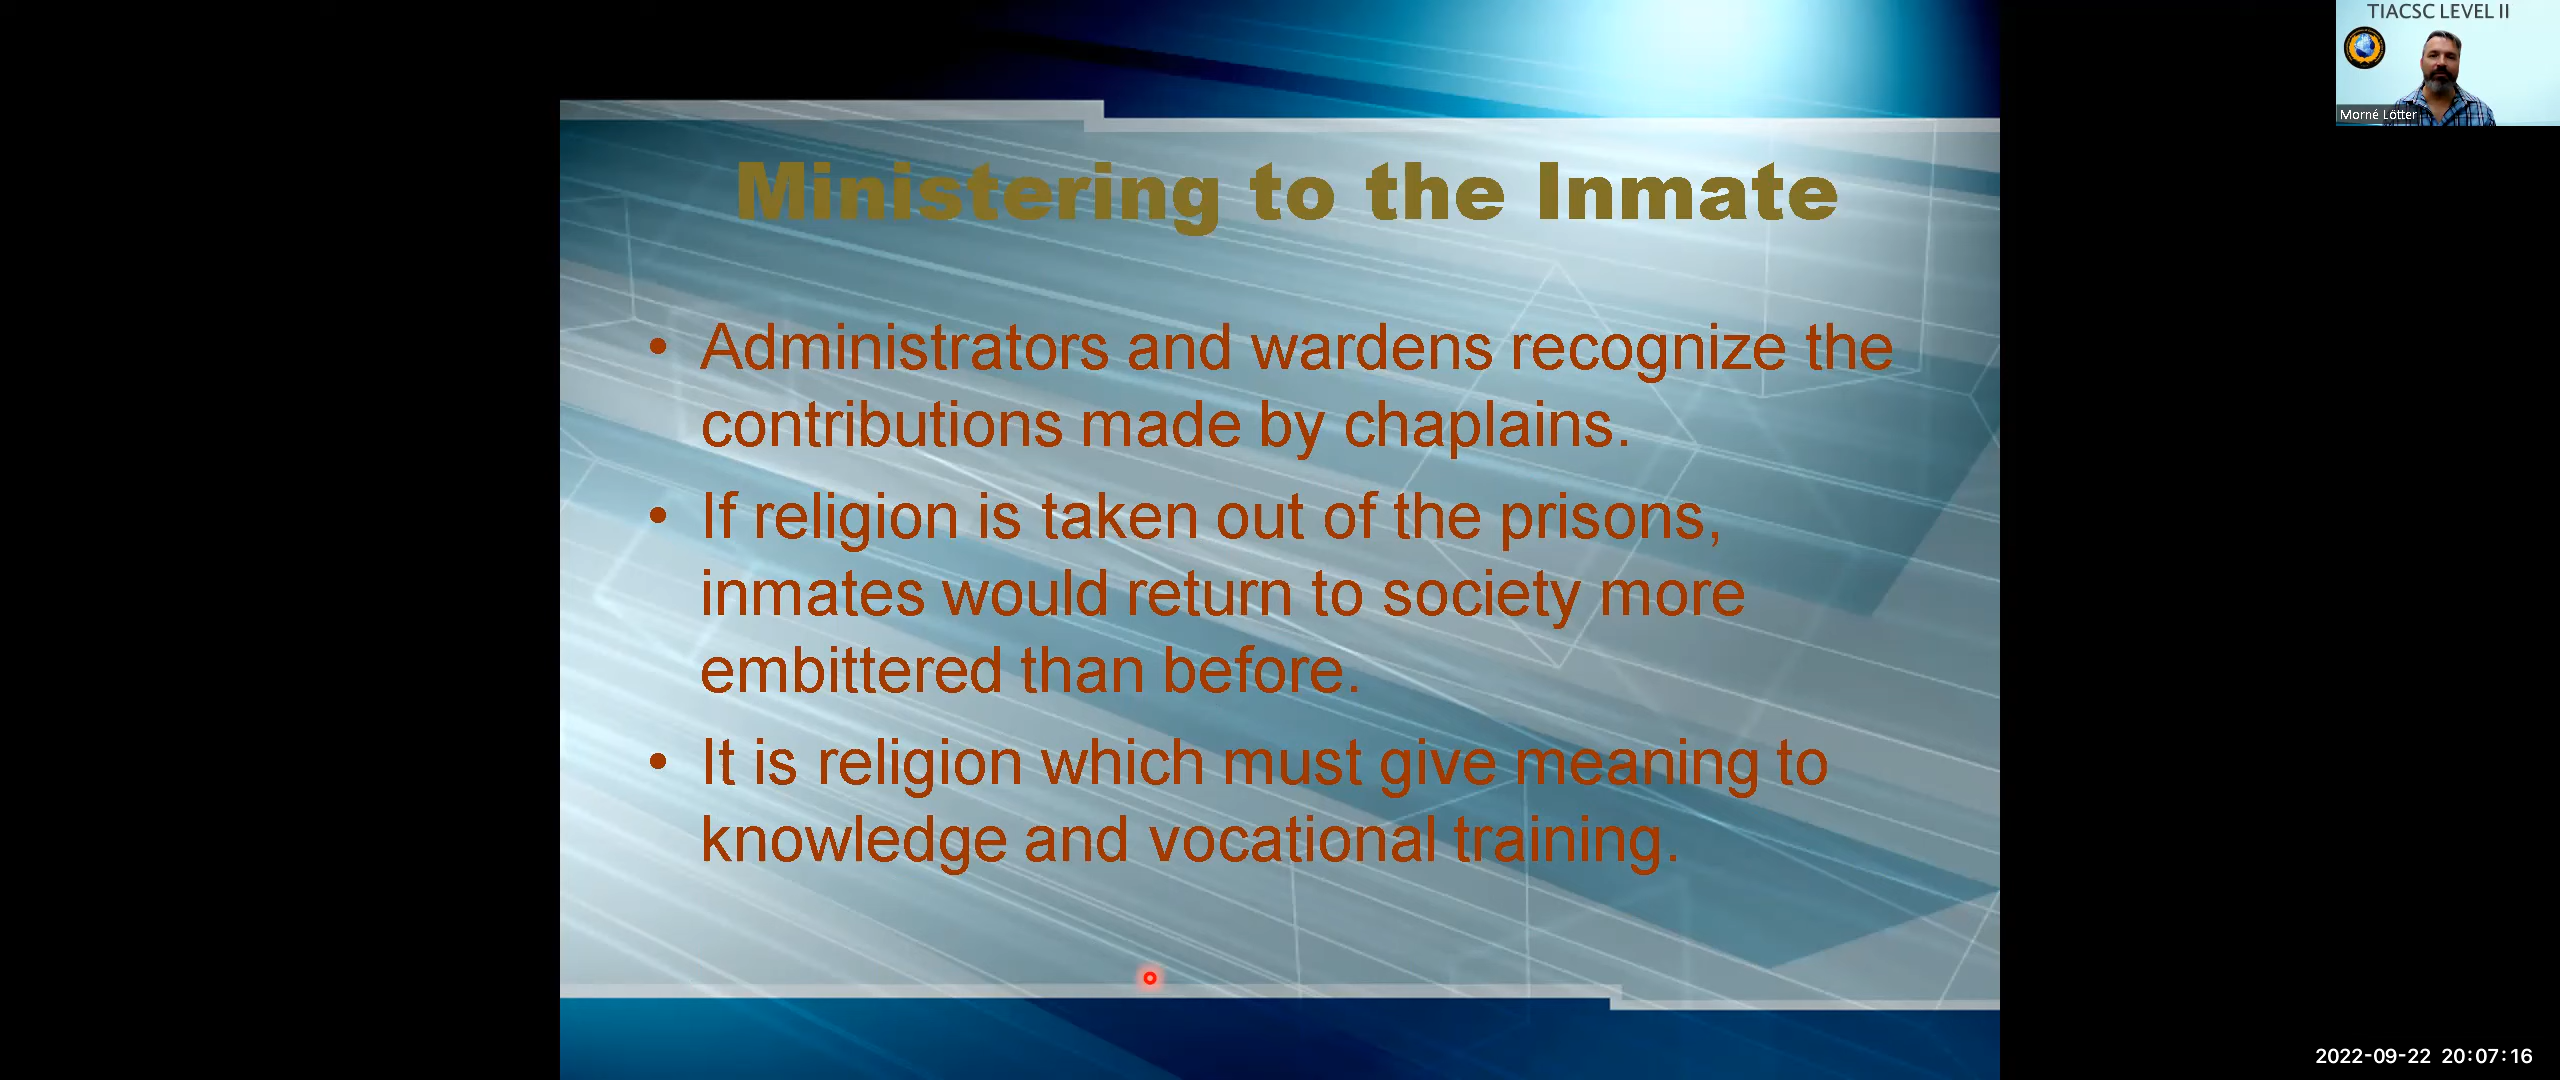 TIACSC LEVEL II
Morné Lötter
Ministering to the Inmate
• Administrators and wardens recognize the
contributions made by chaplains.
• If religion is taken out of the prisons,
inmates would return to society more
embittered than before.
• It is religion which must give meaning to
knowledge and vocational training.
2022-09-22 20:07:16